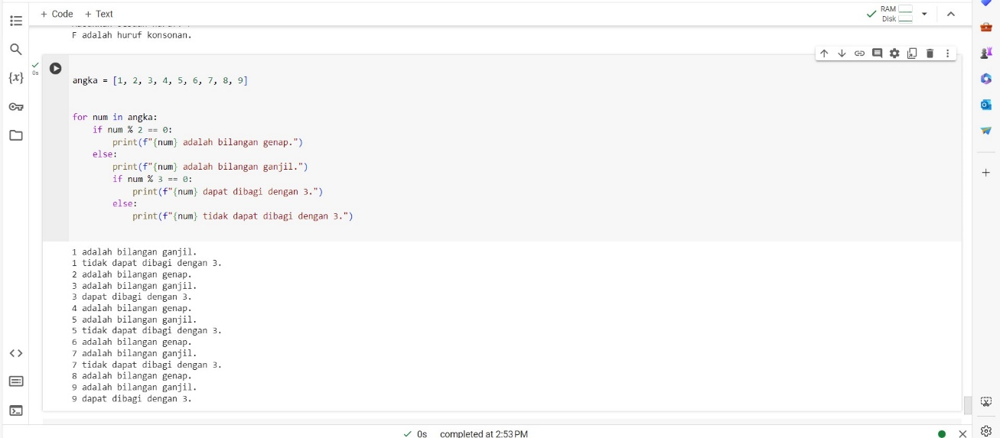 + Code + Text
RAM
Disk
F adalah huruf konsonan.
0s
angka = [1, 2, 3, 4, 5, 6, 7, 8, 9]
for num in angka:
    if num % 2 == 0:
        print(f"{num} adalah bilangan genap.")
    else:
        print(f"{num} adalah bilangan ganjil.")
        if num % 3 == 0:
            print(f"{num} dapat dibagi dengan 3.")
        else:
            print(f"{num} tidak dapat dibagi dengan 3.")
1 adalah bilangan ganjil.
1 tidak dapat dibagi dengan 3.
2 adalah bilangan genap.
3 adalah bilangan ganjil.
3 dapat dibagi dengan 3.
4 adalah bilangan genap.
5 adalah bilangan ganjil.
5 tidak dapat dibagi dengan 3.
6 adalah bilangan genap.
7 adalah bilangan ganjil.
7 tidak dapat dibagi dengan 3.
8 adalah bilangan genap.
9 adalah bilangan ganjil.
9 dapat dibagi dengan 3.
0s completed at 2:53 PM